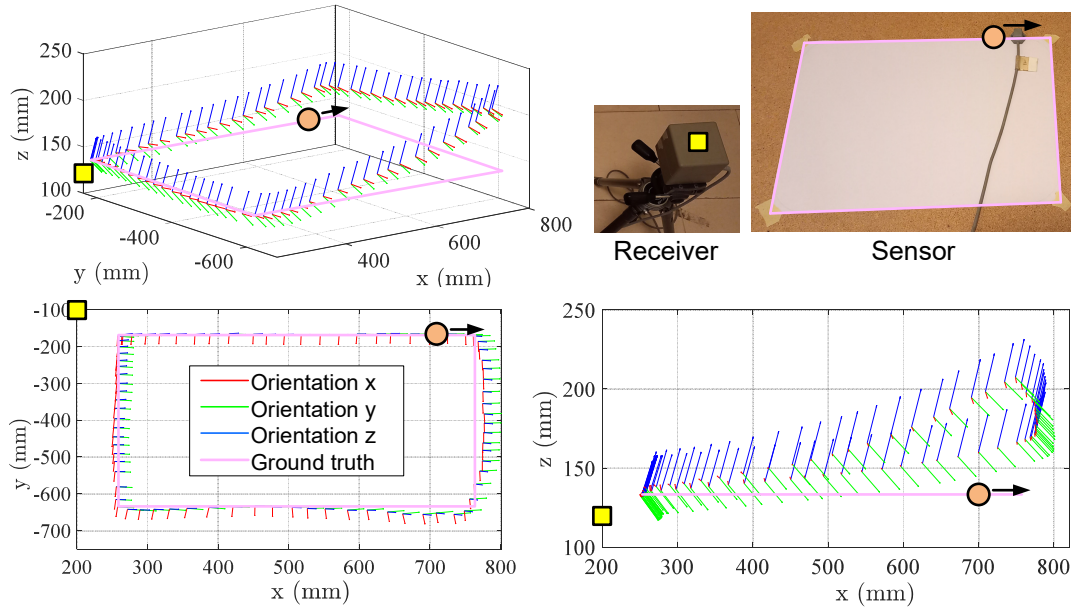 250
200
150
100
z (mm)
-200
-400
-600
y (mm)
400
600
800
x (mm)
Receiver
Sensor
-100
-200
-300
-400
-500
-600
-700
y (mm)
Orientation x
Orientation y
Orientation z
Ground truth
200 300 400 500 600 700 800
x (mm)
250
200
150
100
z (mm)
200 300 400 500 600 700 800
x (mm)